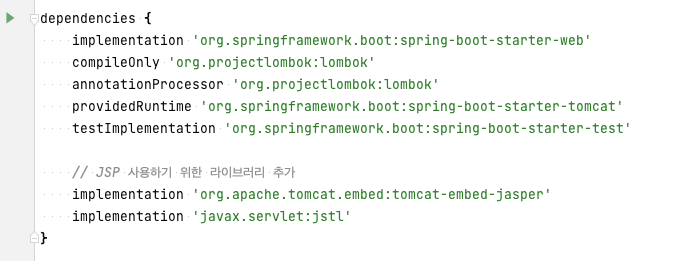 dependencies {
implementation 'org.springframework.boot:spring-boot-starter-web'
compileOnly 'org.projectlombok:lombok'
annotationProcessor 'org.projectlombok:lombok'
providedRuntime 'org.springframework.boot:spring-boot-starter-tomcat'
testImplementation 'org.springframework.boot:spring-boot-starter-test'
// JSP 사용하기 위한 라이브러리 추가
implementation 'org.apache.tomcat.embed:tomcat-embed-jasper'
implementation 'javax.servlet:jstl'
}